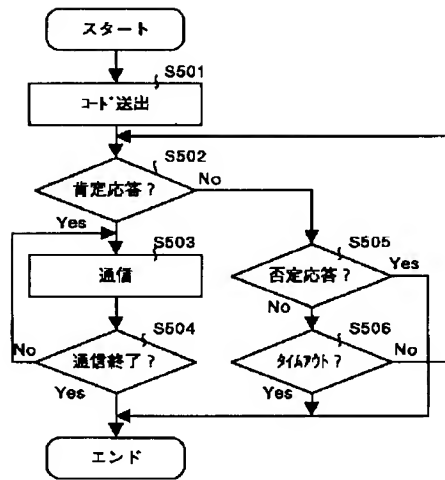 スタート
S501
コード送出
S502
肯定応答?
No
Yes
S503
通信
S505
否定応答?
Yes
No
S504
通信終了?
No
Yes
S506
タイムアウト?
No
Yes
エンド